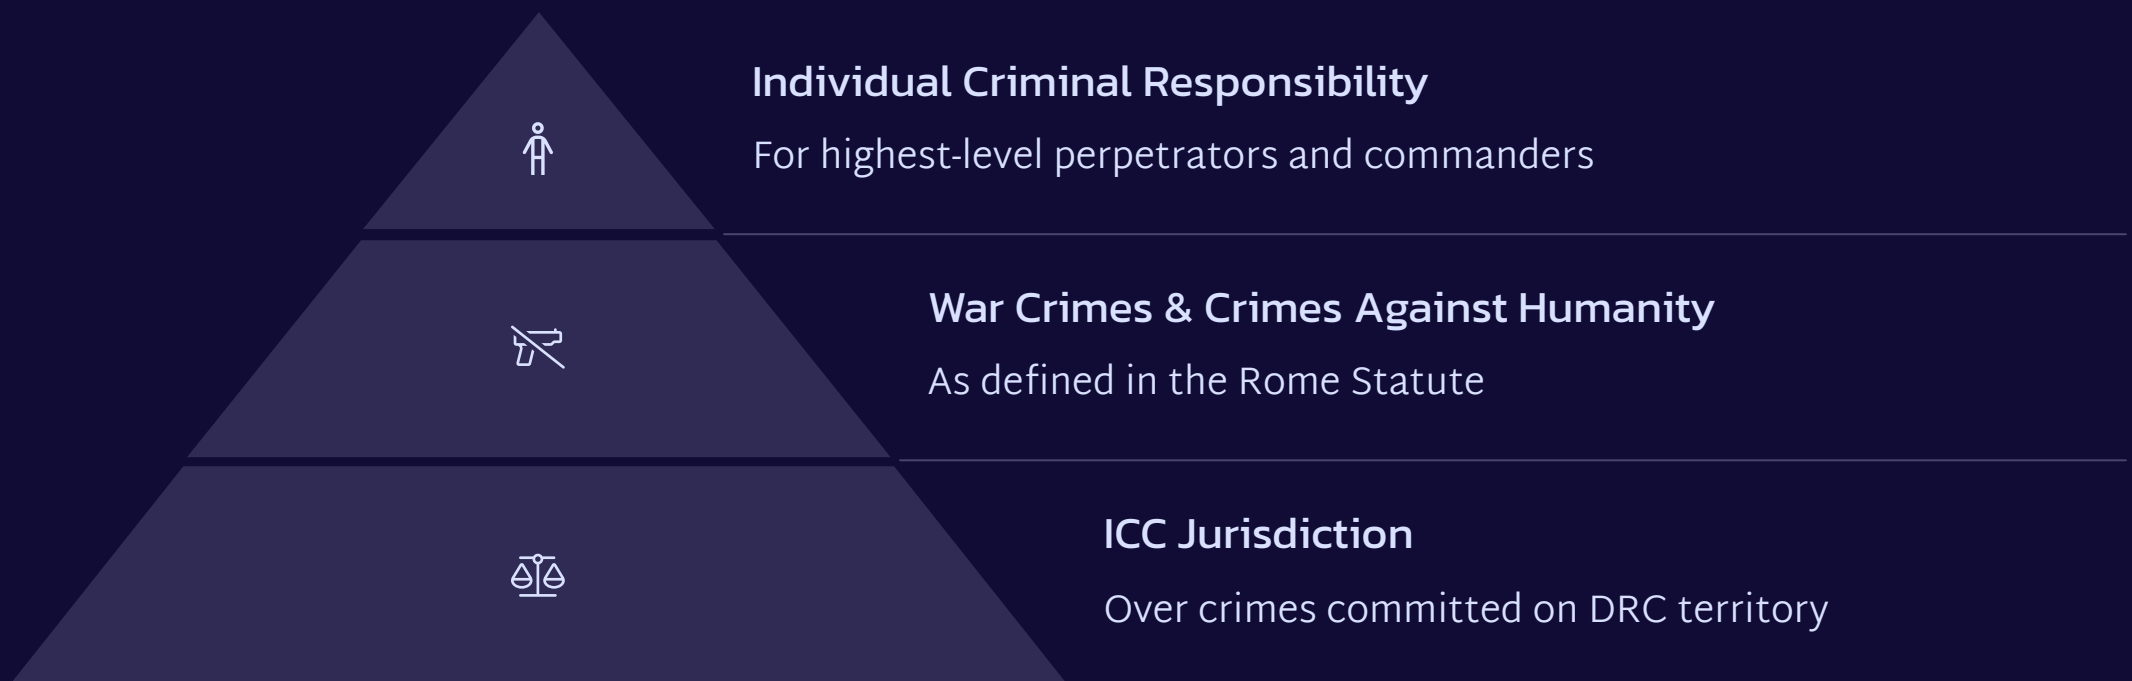 Individual Criminal Responsibility
For highest-level perpetrators and commanders
War Crimes & Crimes Against Humanity
As defined in the Rome Statute
ICC Jurisdiction
Over crimes committed on DRC territory